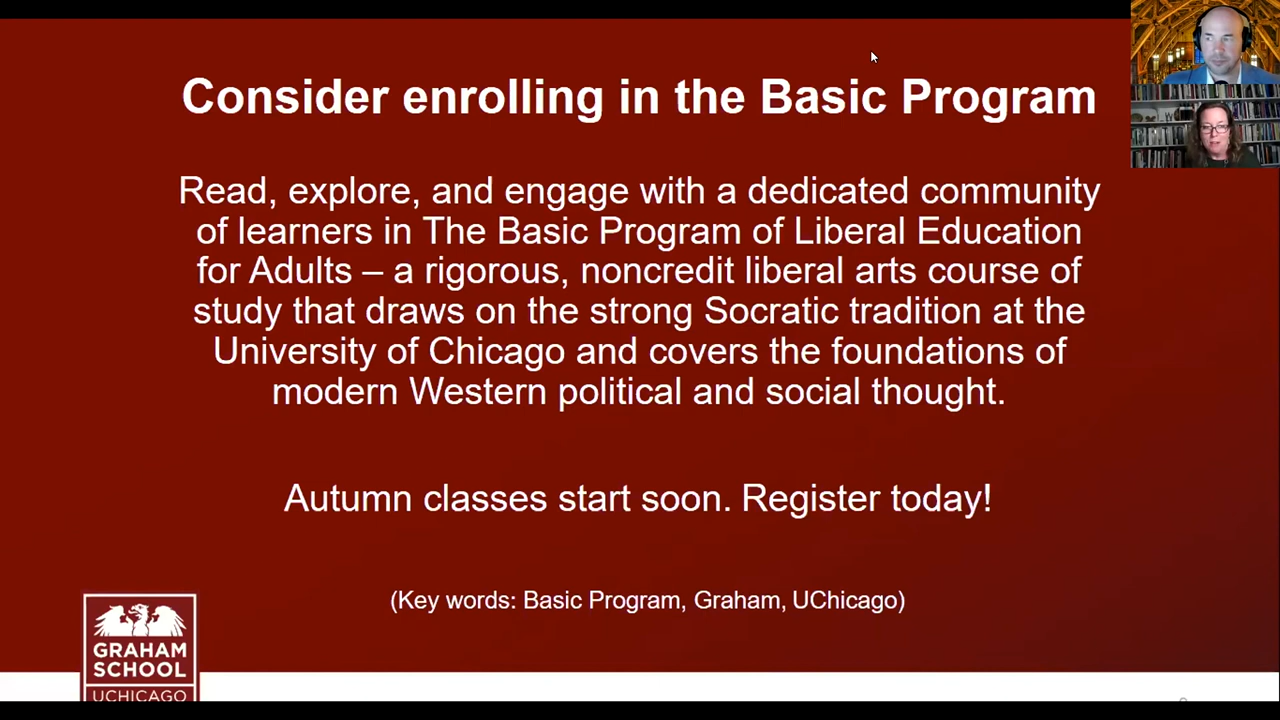 Consider enrolling in the Basic Program
Read, explore, and engage with a dedicated community
of learners in The Basic Program of Liberal Education
for Adults – a rigorous, noncredit liberal arts course of
study that draws on the strong Socratic tradition at the
University of Chicago and covers the foundations of
modern Western political and social thought.
Autumn classes start soon. Register today!
(Key words: Basic Program, Graham, UChicago)
GRAHAM
SCHOOL
UCHICAGO